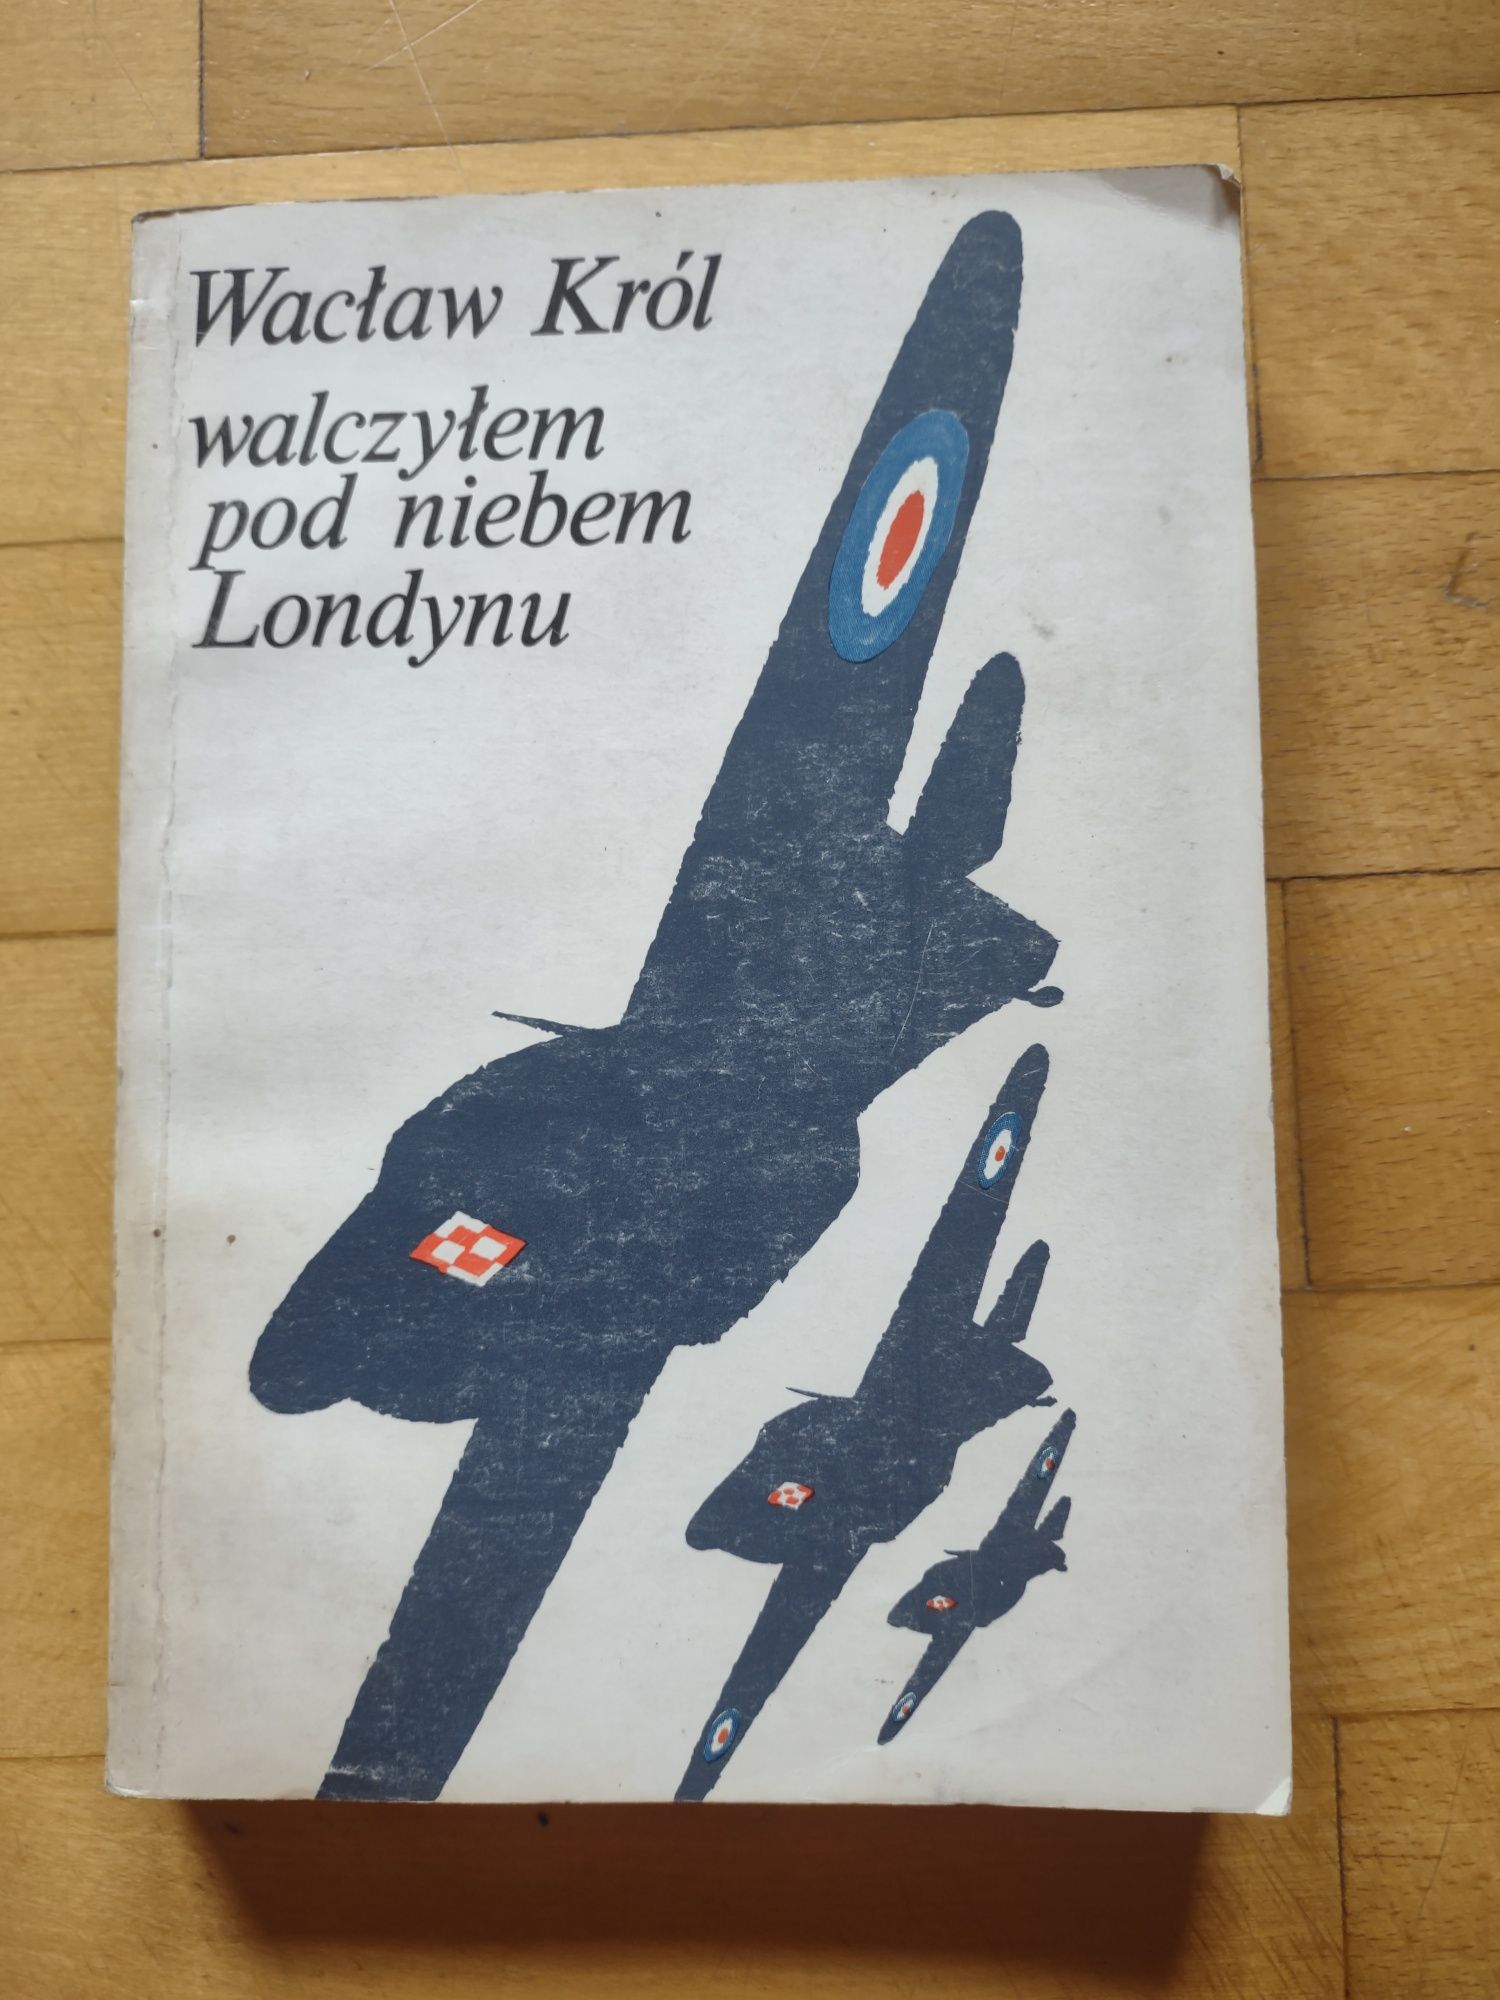 Wacław Król
walczyłem
pod niebem
Londynu